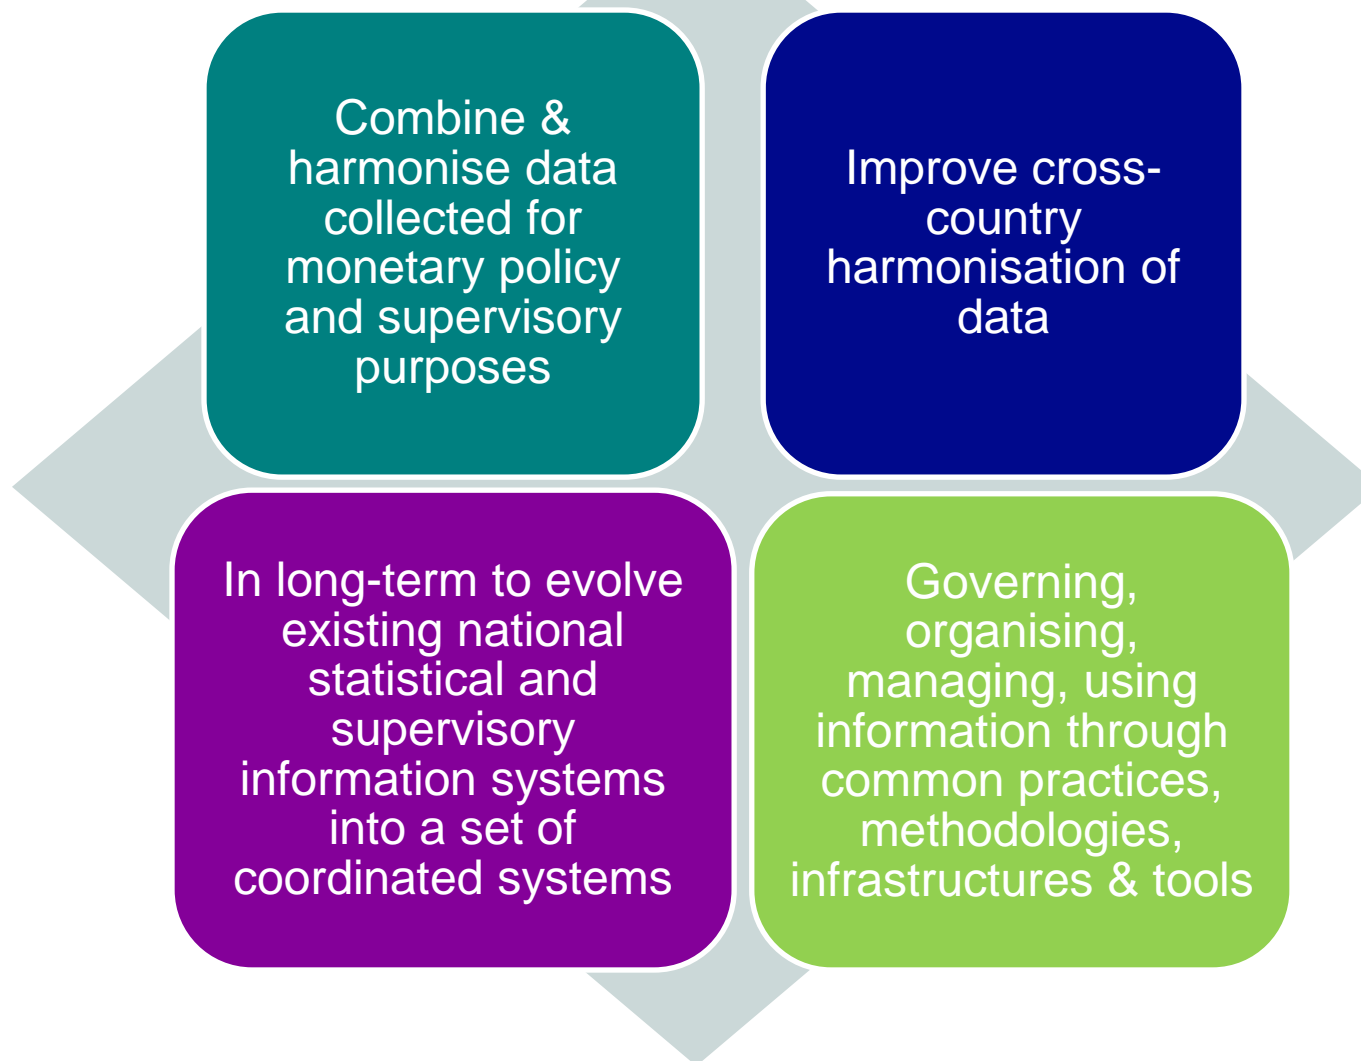 Combine &
harmonise data
collected for
monetary policy
and supervisory
purposes
Improve cross-
country
harmonisation of
data
In long-term to evolve
existing national
statistical and
supervisory
information systems
into a set of
coordinated systems
Governing,
organising,
managing, using
information through
common practices,
methodologies,
infrastructures & tools